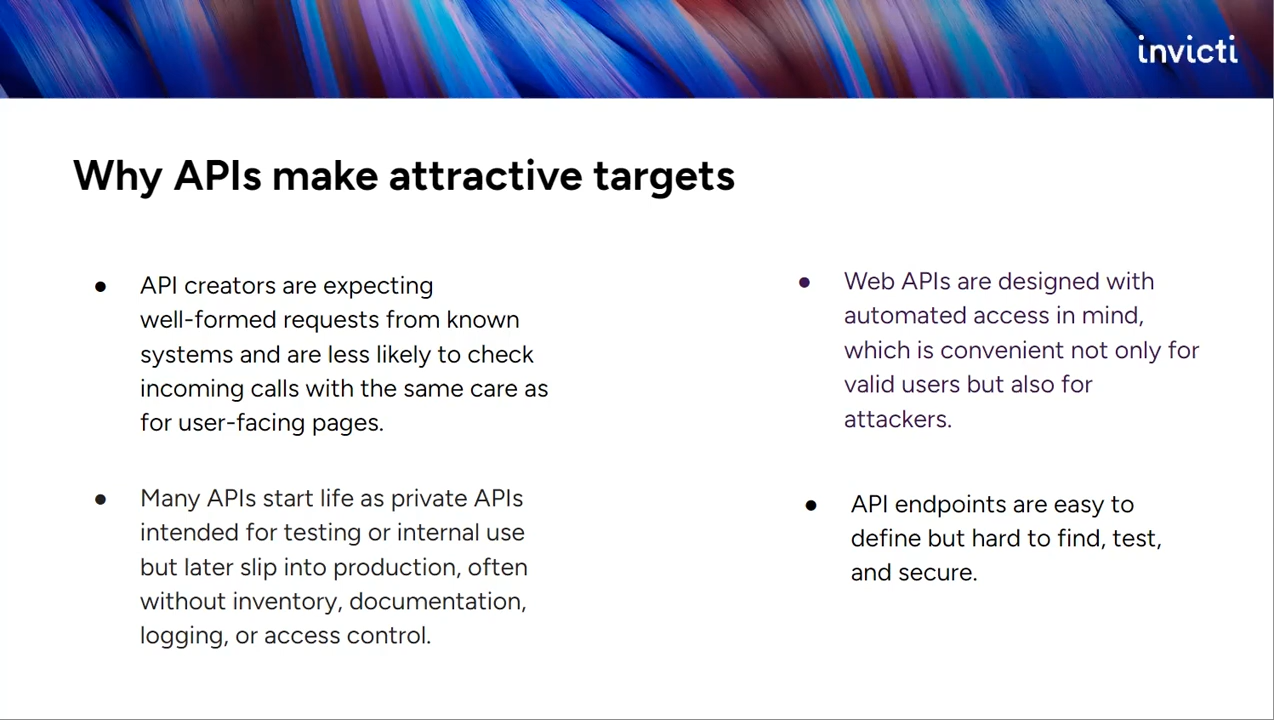 invicti
Why APIs make attractive targets
● API creators are expecting
well-formed requests from known
systems and are less likely to check
incoming calls with the same care as
for user-facing pages.
● Many APIs start life as private APIs
intended for testing or internal use
but later slip into production, often
without inventory, documentation,
logging, or access control.
● Web APIs are designed with
automated access in mind,
which is convenient not only for
valid users but also for
attackers.
● API endpoints are easy to
define but hard to find, test,
and secure.